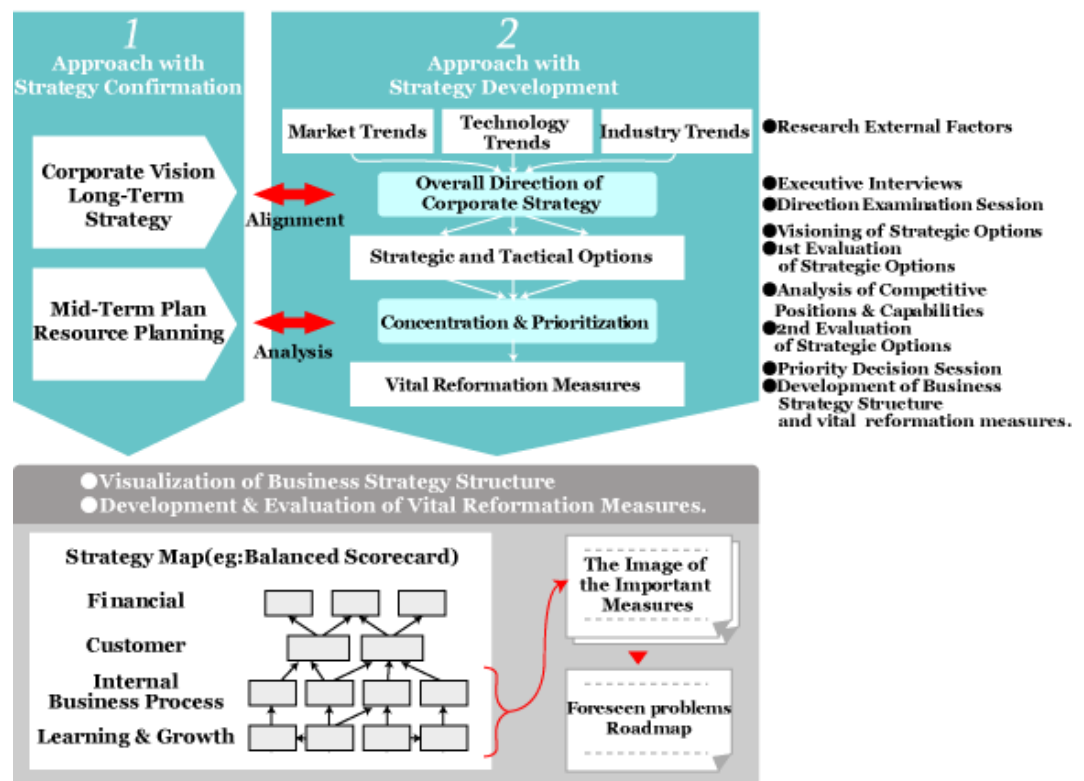 1
Approach with
Strategy Confirmation
Corporate Vision
Long-Term
Strategy
Mid-Term Plan
Resource Planning
Alignment
Analysis
2
Approach with
Strategy Development
Market Trends
Technology
Trends
Industry Trends
Overall Direction of
Corporate Strategy
Strategic and Tactical Options
Concentration & Prioritization
Vital Reformation Measures
●Research External Factors
●Executive Interviews
●Direction Examination Session
●Visioning of Strategic Options
●1st Evaluation
of Strategic Options
●Analysis of Competitive
Positions & Capabilities
●2nd Evaluation
of Strategic Options
●Priority Decision Session
●Development of Business
Strategy Structure
and vital reformation measures.
●Visualization of Business Strategy Structure
●Development & Evaluation of Vital Reformation Measures.
Strategy Map(eg:Balanced Scorecard)
Financial
Customer
Internal
Business Process
Learning & Growth
The Image of
the Important
Measures
Foreseen problems
Roadmap